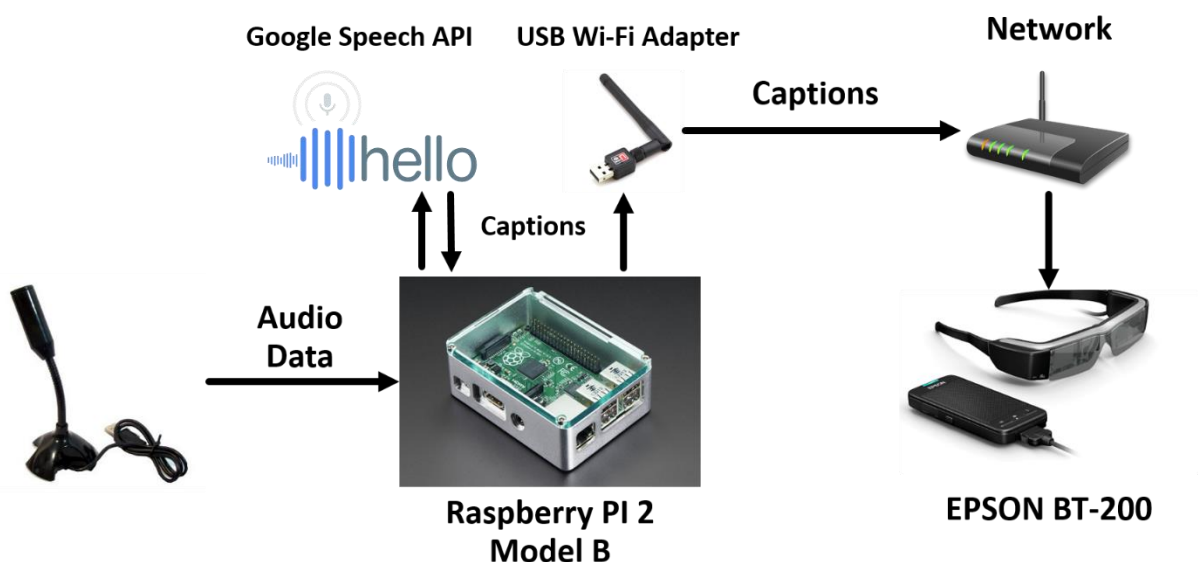 Google Speech API
USB Wi-Fi Adapter
Network
Captions
hello
Captions
Audio
Data
EPSON
Raspberry PI 2
Model B
EPSON BT-200